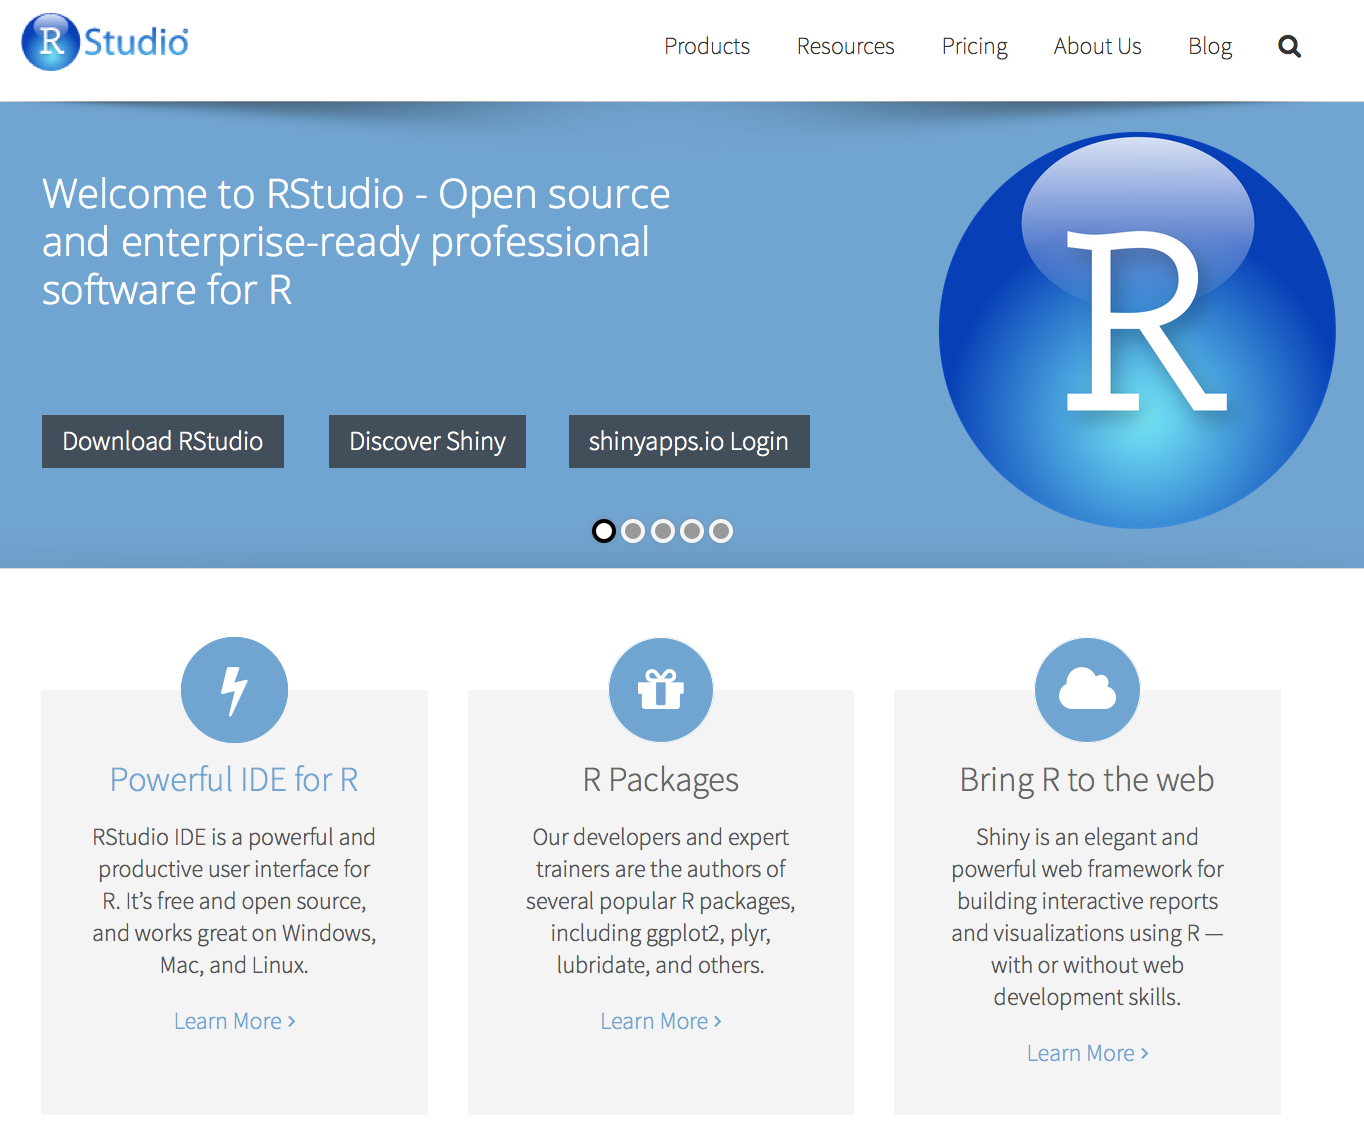 R Studio
Products Resources Pricing About Us Blog
Welcome to RStudio - Open source
and enterprise-ready professional
software for R
R
Download RStudio Discover Shiny shinyapps.io Login
Powerful IDE for R
RStudio IDE is a powerful and
productive user interface for
R. It’s free and open source,
and works great on Windows,
Mac, and Linux.
Learn More ›
R Packages
Our developers and expert
trainers are the authors of
several popular R packages,
including ggplot2, plyr,
lubridate, and others.
Learn More ›
Bring R to the web
Shiny is an elegant and
powerful web framework for
building interactive reports
and visualizations using R —
with or without web
development skills.
Learn More ›